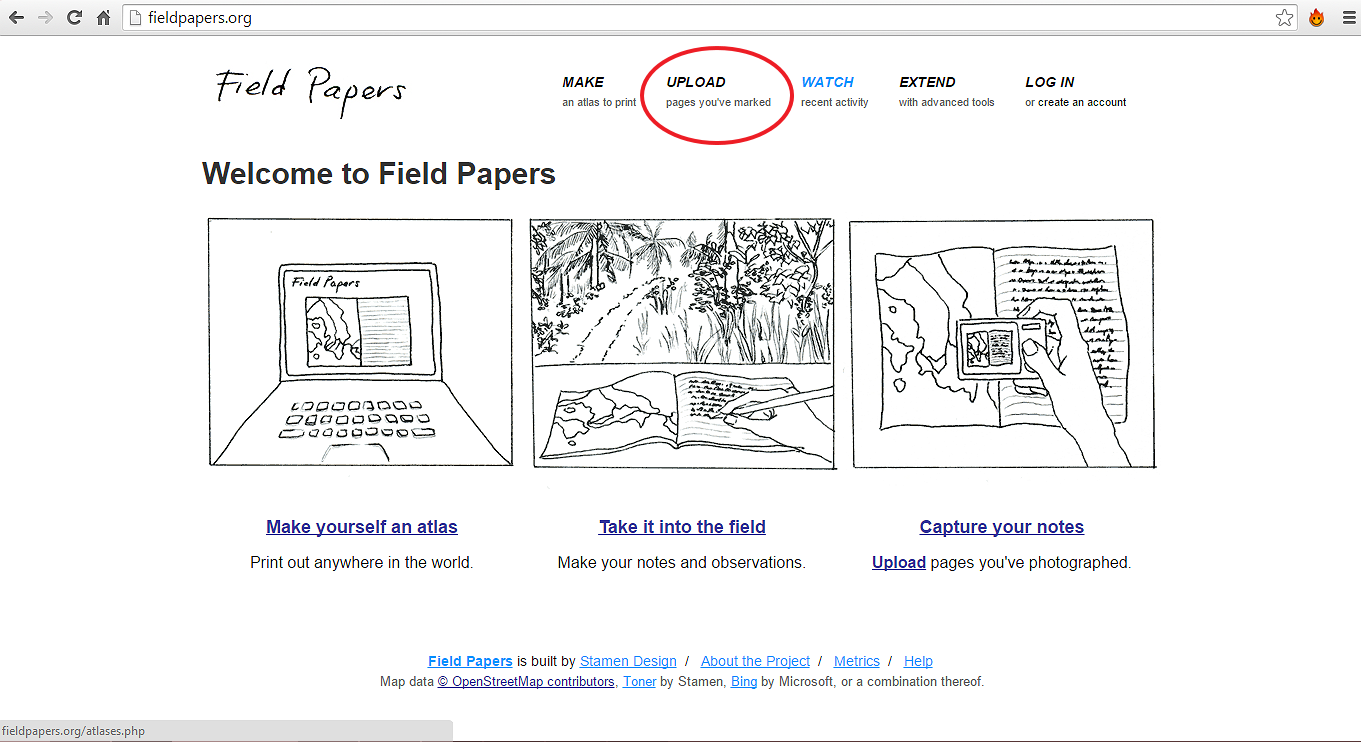 fieldpapers.org
Field Papers
MAKE
an atlas to print
UPLOAD
pages you've marked
WATCH
recent activity
EXTEND
with advanced tools
LOG IN
or create an account
Welcome to Field Papers
Field Papers
Make yourself an atlas
Print out anywhere in the world.
Take it into the field
Make your notes and observations.
Capture your notes
Upload pages you've photographed.
Field Papers is built by Stamen Design / About the Project / Metrics / Help
Map data © OpenStreetMap contributors, Toner by Stamen, Bing by Microsoft, or a combination thereof.
fieldpapers.org/atlases.php